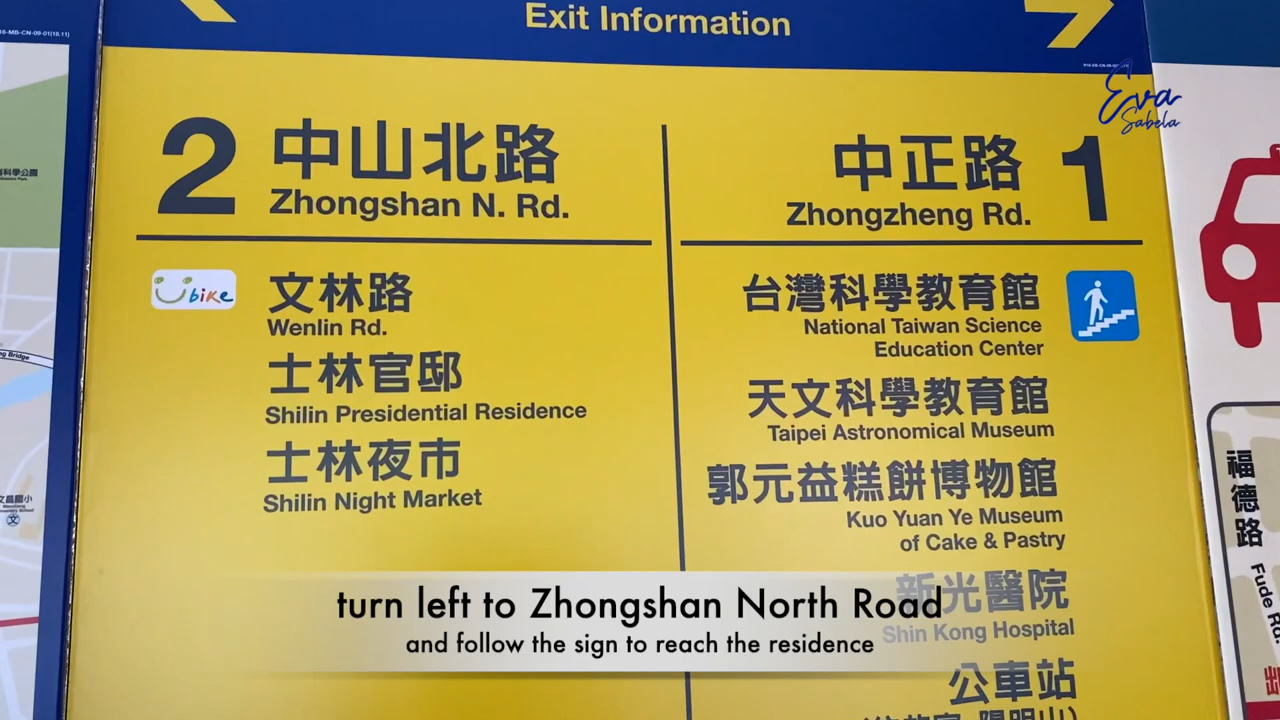 Exit Information
Eva
Sabela
2
中山北路
Zhongshan N. Rd.
Ubike
文林路
Wenlin Rd.
士林官邸
Shilin Presidential Residence
士林夜市
Shilin Night Market
中正路
Zhongzheng Rd.
1
台灣科學教育館
National Taiwan Science
Education Center
天文科學教育館
Taipei Astronomical Museum
郭元益糕餅博物館
Kuo Yuan Ye Museum
of Cake & Pastry
新光醫院
Shin Kong Hospital
公車站
turn left to Zhongshan North Road
and follow the sign to reach the residence
福德路
Fude Rd.